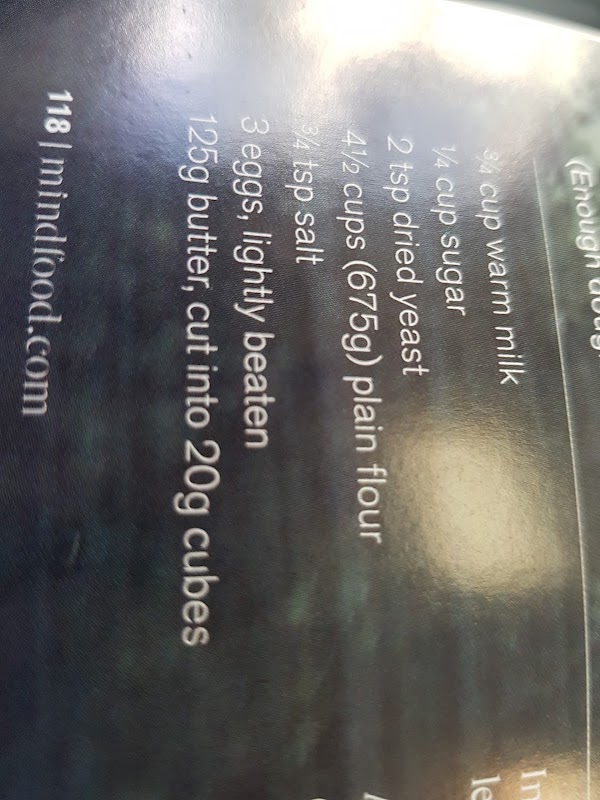 (Enough
¾ cup warm milk
¼ cup sugar
2 tsp dried yeast
4½ cups (675g) plain flour
¾ tsp salt
3 eggs, lightly beaten
125g butter, cut into 20g cubes
118 | mindfood.com